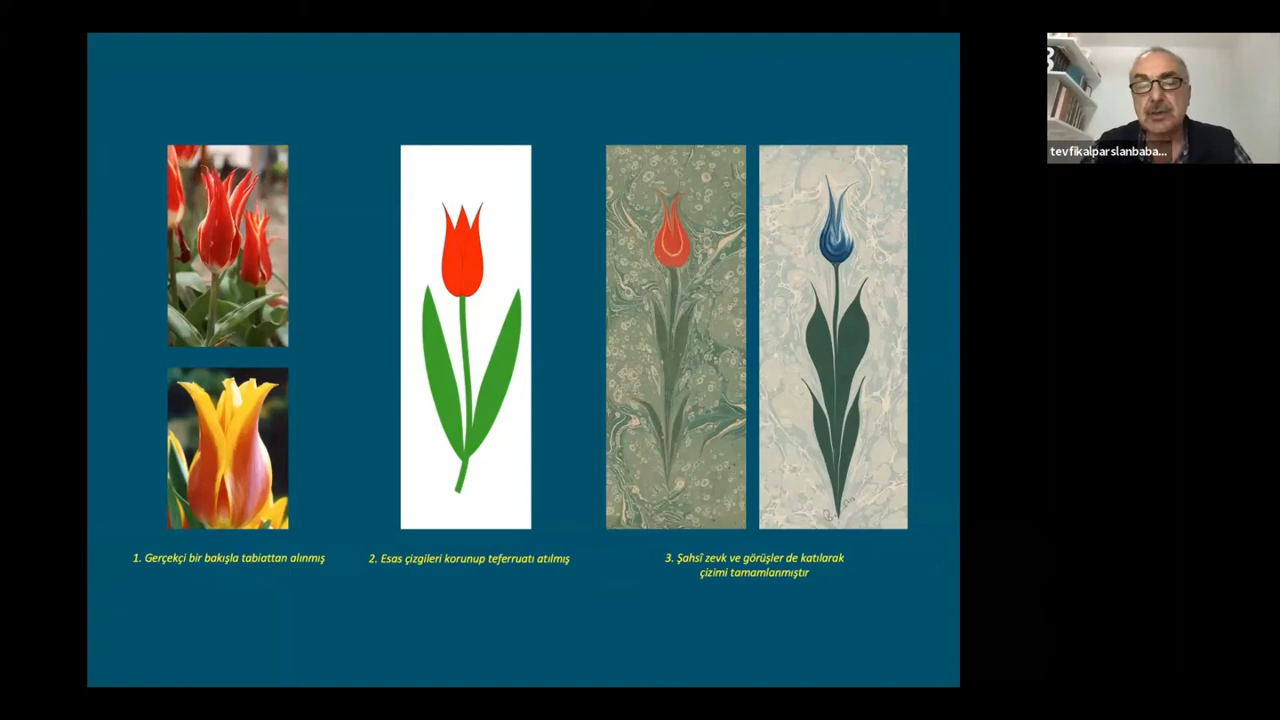 tevfikalparslanbaba...
1. Gerçekçi bir bakışla tabiattan alınmış
2. Esas çizgileri korunup teferruatı atılmış
3. Şahsî zevk ve görüşler de katılarak
çizimi tamamlanmıştır